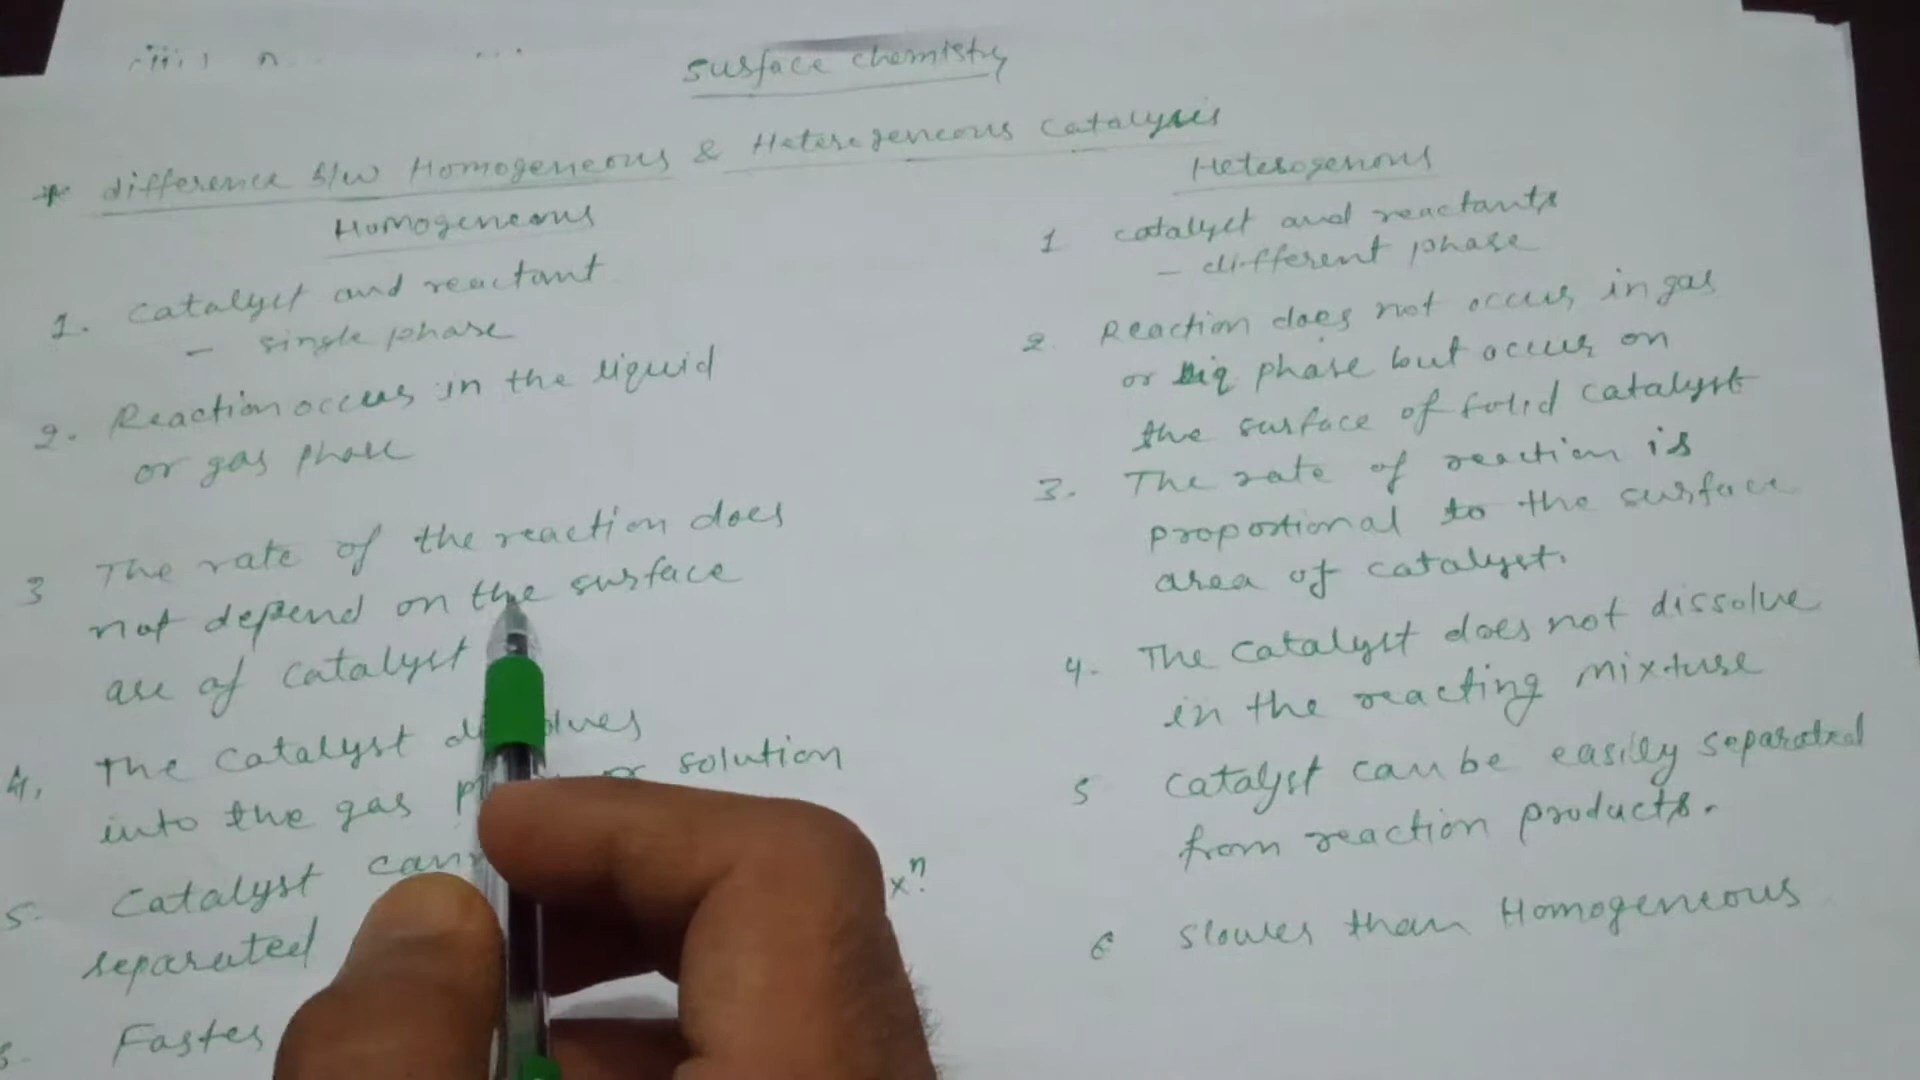 surface chemistry
* difference b/w Homogeneous & Heterogeneous catalysis
Homogeneous
1. Catalyst and reactant
- single phase
2. Reaction occurs in the liquid
or gas phase
3 The rate of the reaction does
not depend on the surface
are of catalyst
4. The catalyst
into the gas or solution
5. Catalyst
separated
Faster
Heterogenous
1 catalyst and reactants
- different phase
2 Reaction does not occurs in gas
or liq phase but occurs on
the surface of solid catalyst
3. The rate of reaction is
proportional to the surface
area of catalyst.
4. The catalyst does not dissolve
in the reacting mixture
5 catalyst can be easily separated
from reaction products.
6 slower than Homogeneous